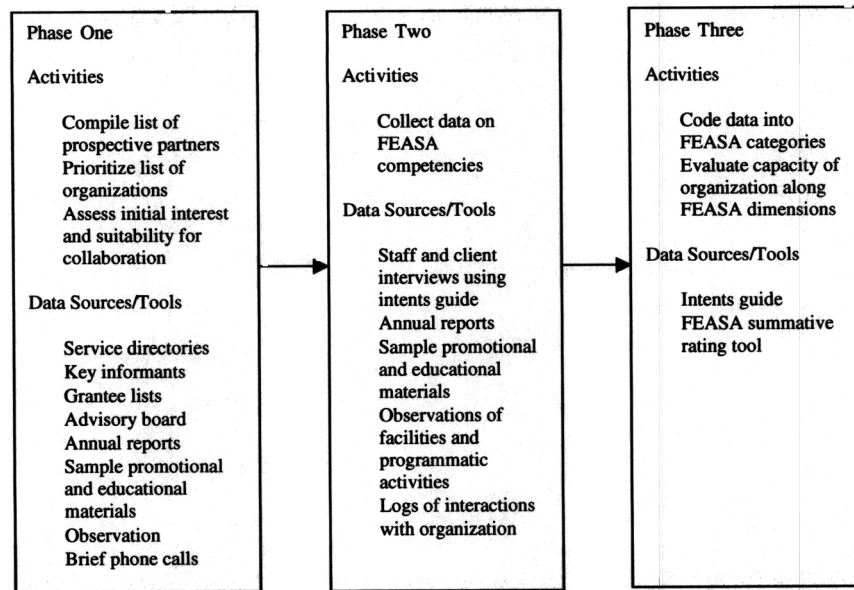 Phase One
Activities
Compile list of
prospective partners
Prioritize list of
organizations
Assess initial interest
and suitability for
collaboration
Data Sources/Tools
Service directories
Key informants
Grantee lists
Advisory board
Annual reports
Sample promotional
and educational
materials
Observation
Brief phone calls
Phase Two
Activities
Collect data on
FEASA
competencies
Data Sources/Tools
Staff and client
interviews using
intents guide
Annual reports
Sample promotional
and educational
materials
Observations of
facilities and
programmatic
activities
Logs of interactions
with organization
Phase Three
Activities
Code data into
FEASA categories
Evaluate capacity of
organization along
FEASA dimensions
Data Sources/Tools
Intents guide
FEASA summative
rating tool